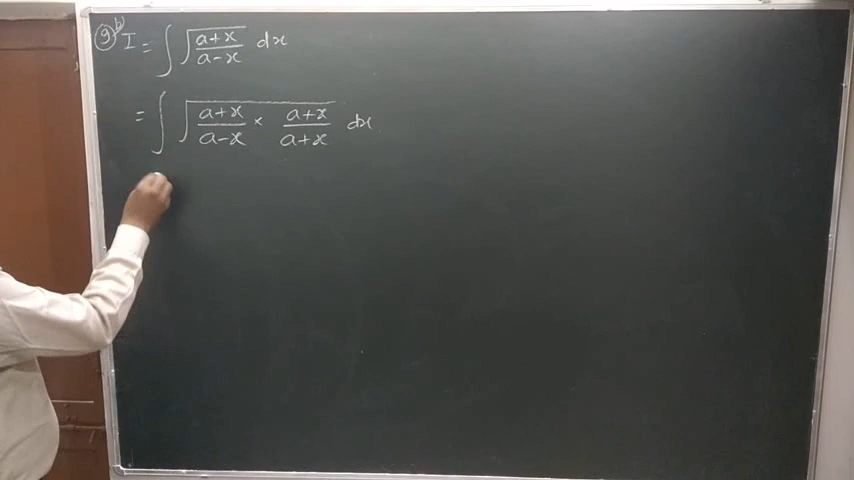 9 b) I = ∫ √((a+x)/(a-x)) dx
= ∫ √((a+x)/(a-x) × (a+x)/(a+x)) dx